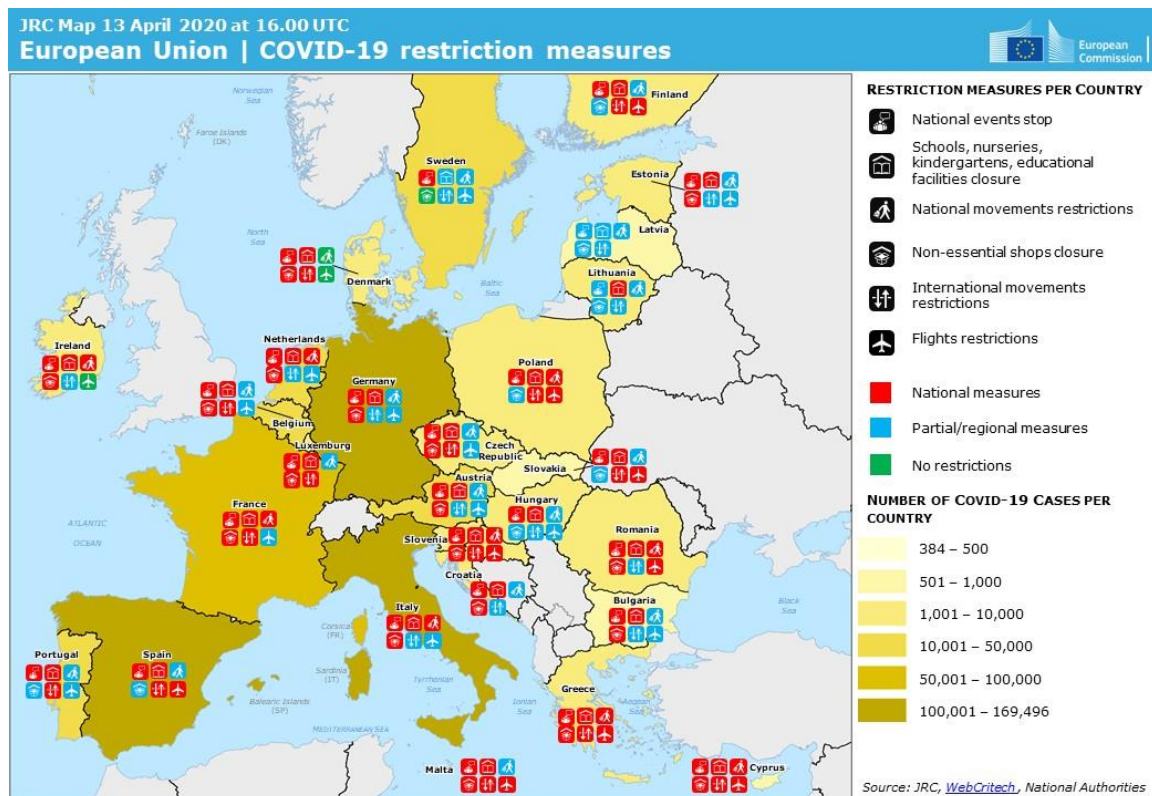 JRC Map 13 April 2020 at 16.00 UTC
European Union | COVID-19 restriction measures
European
Commission
Norwegian
Sea
Faroe Islands
(DK)
Finland
Sweden
Estonia
North
Sea
Latvia
Lithuania
Denmark
Baltic
Sea
Ireland
Netherlands
Germany
Poland
Belgium
Luxemburg
Czech
Republic
Slovakia
Austria
Hungary
France
ATLANTIC
OCEAN
Slovenia
Romania
Croatia
Black
Sea
Bulgaria
Italy
Corsica
(FR)
Portugal
Spain
Sardinia
(IT)
Balearic Islands
(SP)
Tyrrhenian
Sea
Ionian
Sea
Greece
Aegean
Sea
MEDITERRANEAN SEA
Malta
Cyprus
RESTRICTION MEASURES PER COUNTRY
National events stop
Schools, nurseries,
kindergartens, educational
facilities closure
National movements restrictions
Non-essential shops closure
International movements
restrictions
Flights restrictions
National measures
Partial/regional measures
No restrictions
NUMBER OF COVID-19 CASES PER
COUNTRY
384 – 500
501 – 1,000
1,001 – 10,000
10,001 – 50,000
50,001 – 100,000
100,001 – 169,496
Source: JRC, WebCritech , National Authorities